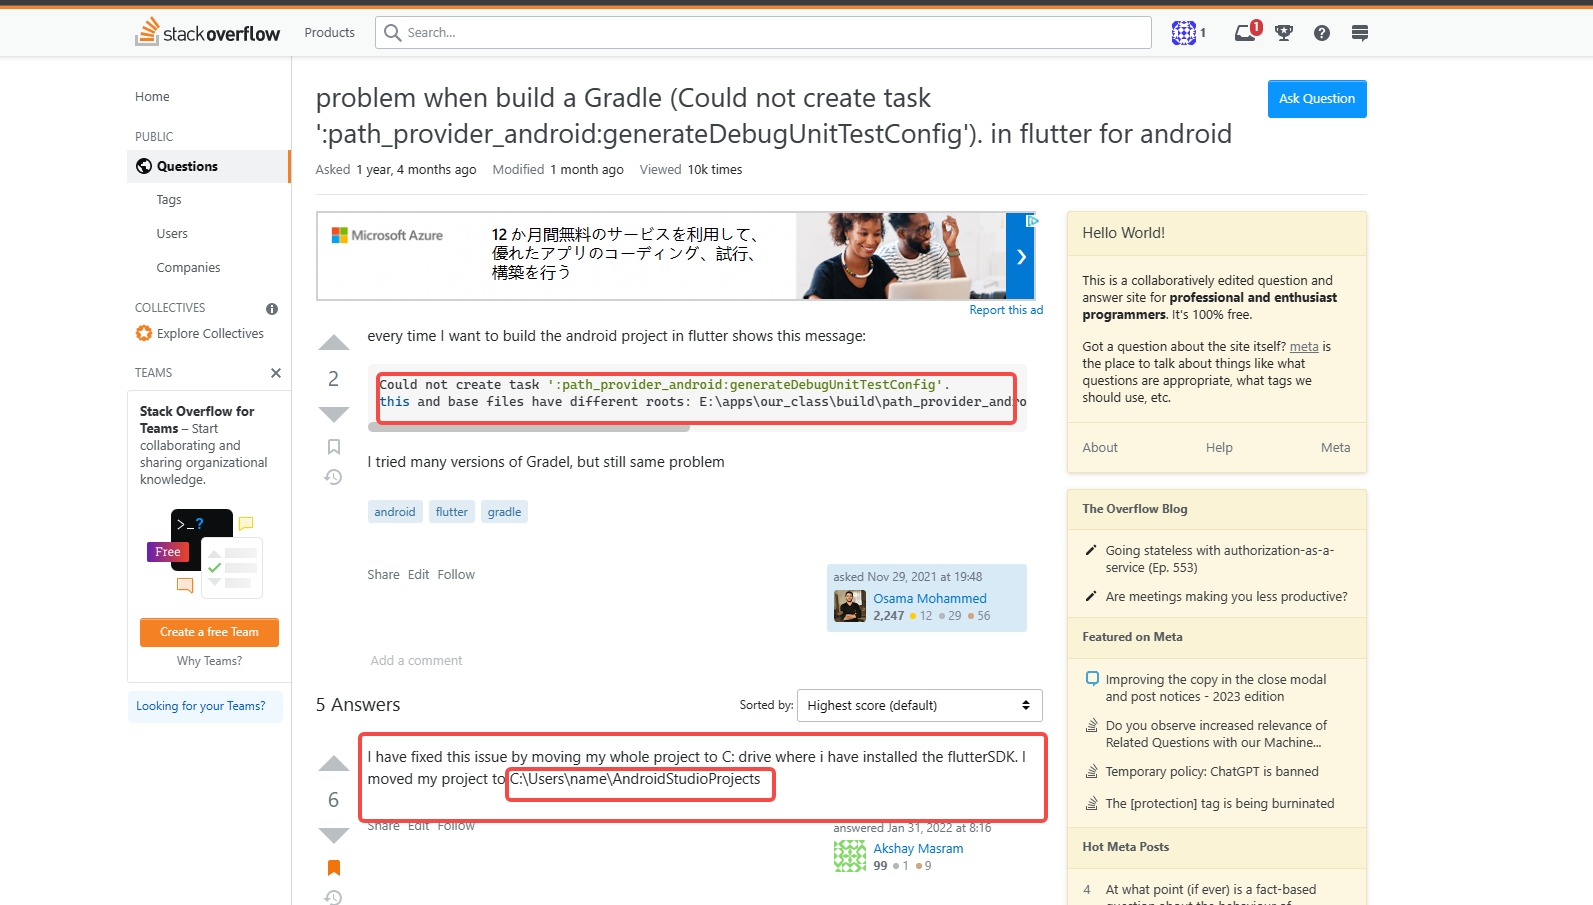 stack overflow
Products
Search...
1
1
Home
PUBLIC
Questions
Tags
Users
Companies
COLLECTIVES
Explore Collectives
TEAMS
Stack Overflow for
Teams – Start
collaborating and
sharing organizational
knowledge.
>_?
Free
Create a free Team
Why Teams?
Looking for your Teams?
problem when build a Gradle (Could not create task
':path_provider_android:generateDebugUnitTestConfig'). in flutter for android
Ask Question
Asked 1 year, 4 months ago Modified 1 month ago Viewed 10k times
Microsoft Azure
12 か月間無料のサービスを利用して、
優れたアプリのコーディング、試行、
構築を行う
Report this ad
every time I want to build the android project in flutter shows this message:
2
Could not create task ':path_provider_android:generateDebugUnitTestConfig'.
this and base files have different roots: E:\apps\our_class\build\path_provider_andro
I tried many versions of Gradel, but still same problem
android flutter gradle
Share Edit Follow
asked Nov 29, 2021 at 19:48
Osama Mohammed
2,247 12 29 56
Add a comment
5 Answers
Sorted by: Highest score (default)
I have fixed this issue by moving my whole project to C: drive where i have installed the flutterSDK. I
moved my project to C:\Users\name\AndroidStudioProjects
6
Share Edit Follow
answered Jan 31, 2022 at 8:16
Akshay Masram
99 1 9
Hello World!
This is a collaboratively edited question and
answer site for professional and enthusiast
programmers. It's 100% free.
Got a question about the site itself? meta is
the place to talk about things like what
questions are appropriate, what tags we
should use, etc.
About Help Meta
The Overflow Blog
Going stateless with authorization-as-a-
service (Ep. 553)
Are meetings making you less productive?
Featured on Meta
Improving the copy in the close modal
and post notices - 2023 edition
Do you observe increased relevance of
Related Questions with our Machine...
Temporary policy: ChatGPT is banned
The [protection] tag is being burninated
Hot Meta Posts
4 At what point (if ever) is a fact-based